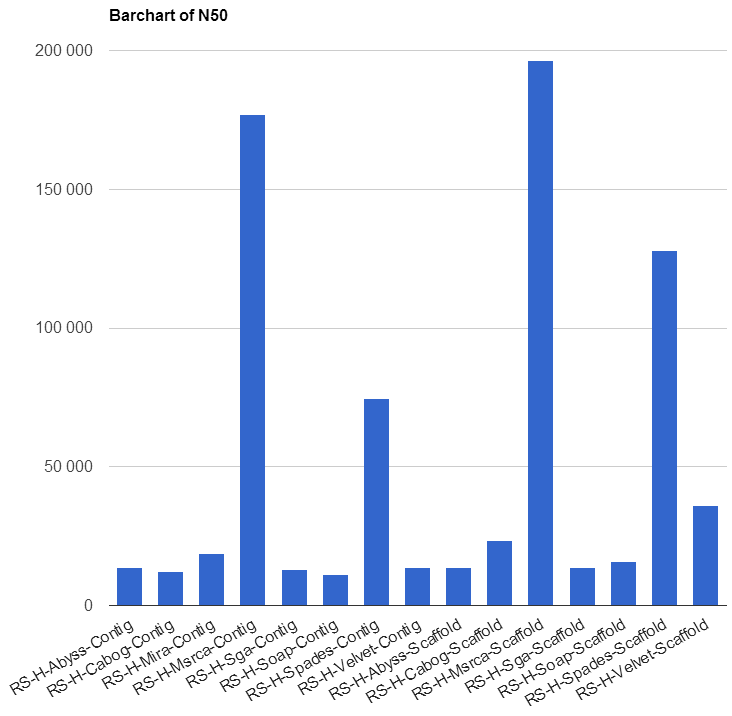 Barchart of N50
200 000
150 000
100 000
50 000
0
RS-H-Abyss-Contig
RS-H-Cabog-Contig
RS-H-Mira-Contig
RS-H-Msrca-Contig
RS-H-Sga-Contig
RS-H-Soap-Contig
RS-H-Spades-Contig
RS-H-Velvet-Contig
RS-H-Abyss-Scaffold
RS-H-Cabog-Scaffold
RS-H-Msrca-Scaffold
RS-H-Sga-Scaffold
RS-H-Soap-Scaffold
RS-H-Spades-Scaffold
RS-H-Velvet-Scaffold